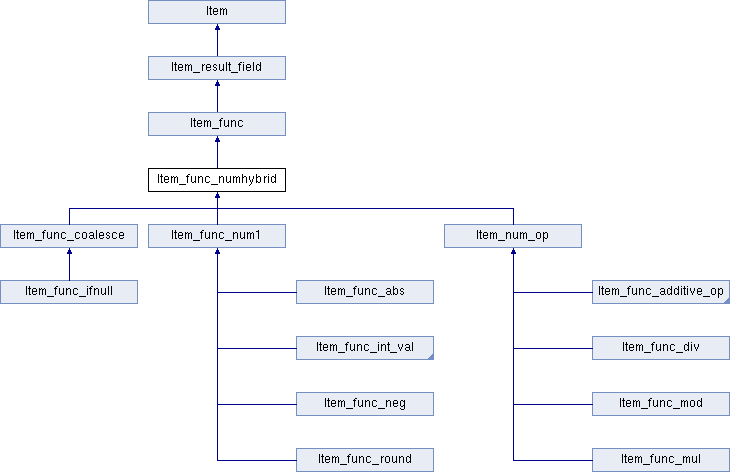 Item
Item_result_field
Item_func
Item_func_numhybrid
Item_func_coalesce
Item_func_num1
Item_num_op
Item_func_ifnull
Item_func_abs
Item_func_additive_op
Item_func_int_val
Item_func_div
Item_func_neg
Item_func_mod
Item_func_round
Item_func_mul